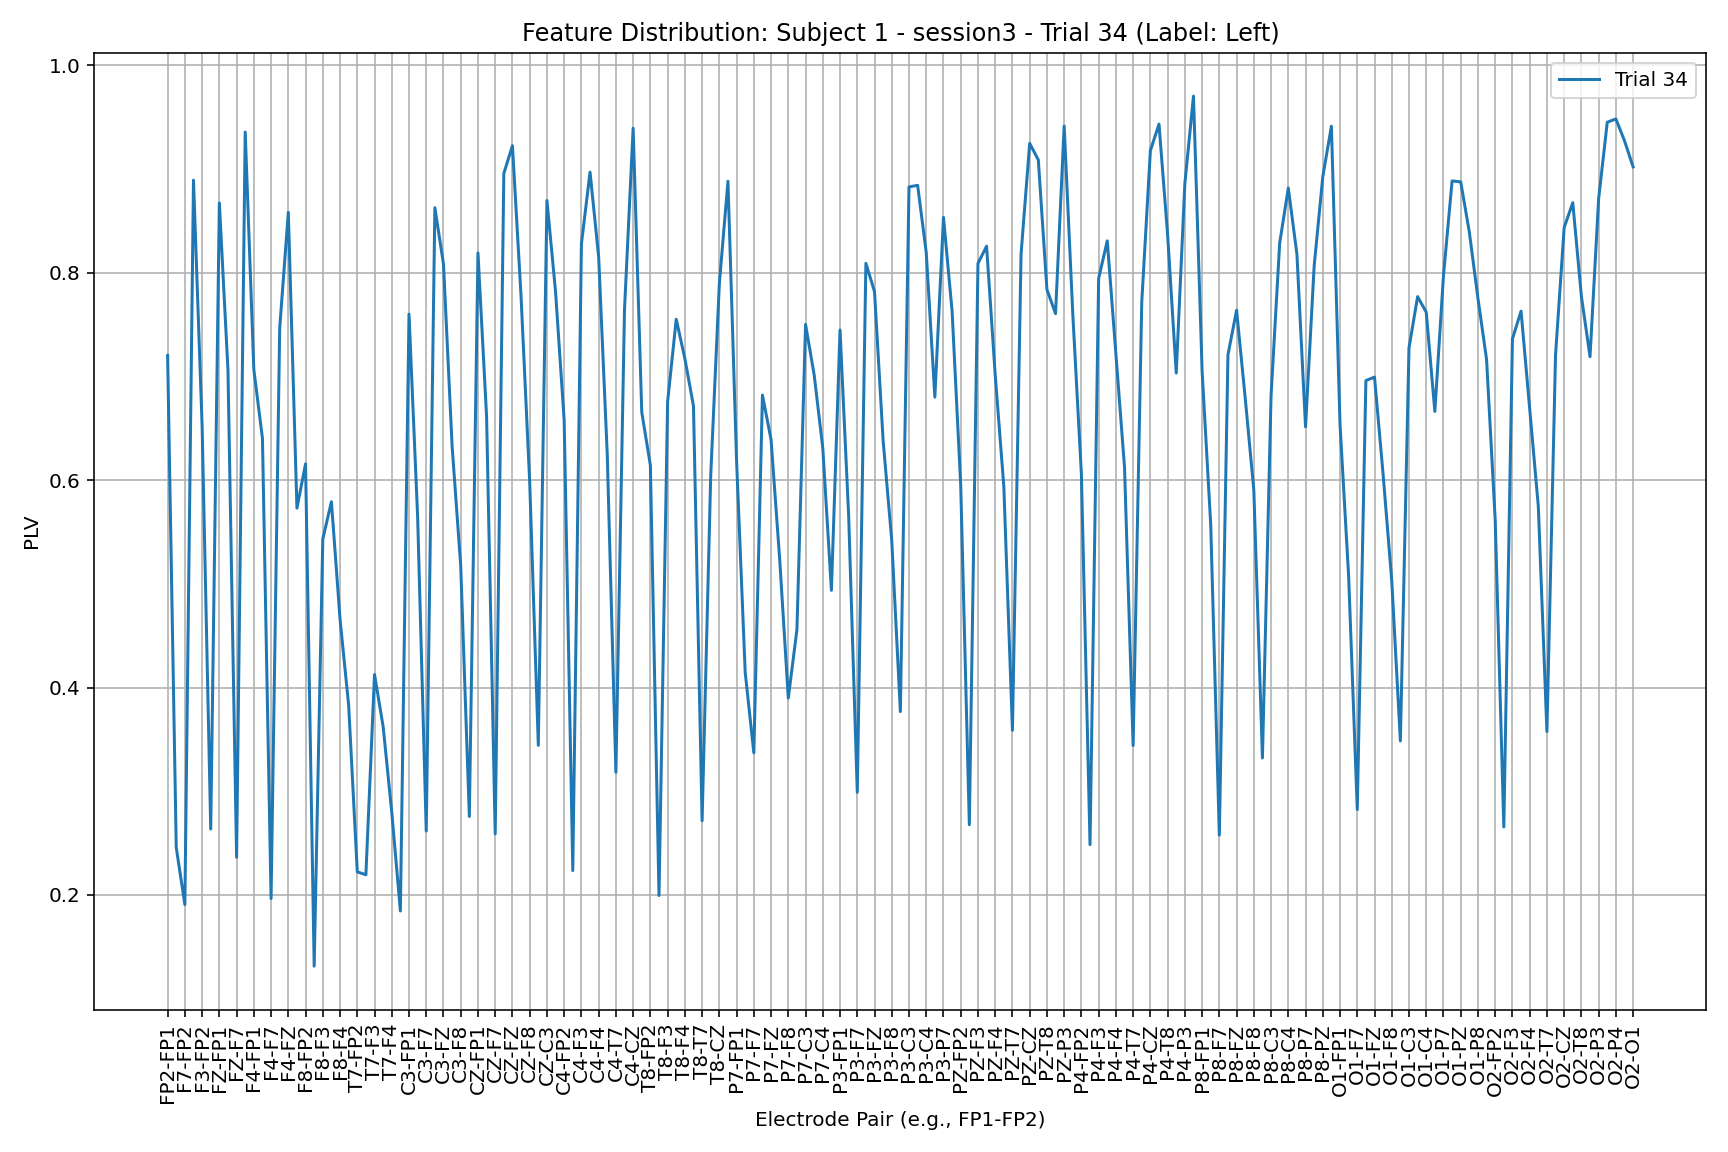 Feature Distribution: Subject 1 - session3 - Trial 34 (Label: Left)
Trial 34
PLV
1.0
0.8
0.6
0.4
0.2
FP2-FP1
F7-FP2
F3-FP2
FZ-FP1
FZ-F7
F4-FP1
F4-F7
F4-FZ
F8-FP2
F8-F3
F8-F4
T7-FP2
T7-F3
T7-F4
C3-FP1
C3-F7
C3-FZ
C3-F8
CZ-FP1
CZ-F7
CZ-FZ
CZ-F8
CZ-C3
C4-FP2
C4-F3
C4-F4
C4-T7
C4-CZ
T8-FP2
T8-F3
T8-F4
T8-T7
T8-CZ
P7-FP1
P7-F7
P7-FZ
P7-F8
P7-C3
P7-C4
P3-FP1
P3-F7
P3-FZ
P3-F8
P3-C3
P3-C4
P3-P7
PZ-FP2
PZ-F3
PZ-F4
PZ-T7
PZ-CZ
PZ-T8
PZ-P3
P4-FP2
P4-F3
P4-F4
P4-T7
P4-CZ
P4-T8
P4-P3
P8-FP1
P8-F7
P8-FZ
P8-F8
P8-C3
P8-C4
P8-P7
P8-PZ
O1-FP1
O1-F7
O1-FZ
O1-F8
O1-C3
O1-C4
O1-P7
O1-PZ
O1-P8
O2-FP2
O2-F3
O2-F4
O2-T7
O2-CZ
O2-T8
O2-P3
O2-P4
O2-O1
Electrode Pair (e.g., FP1-FP2)